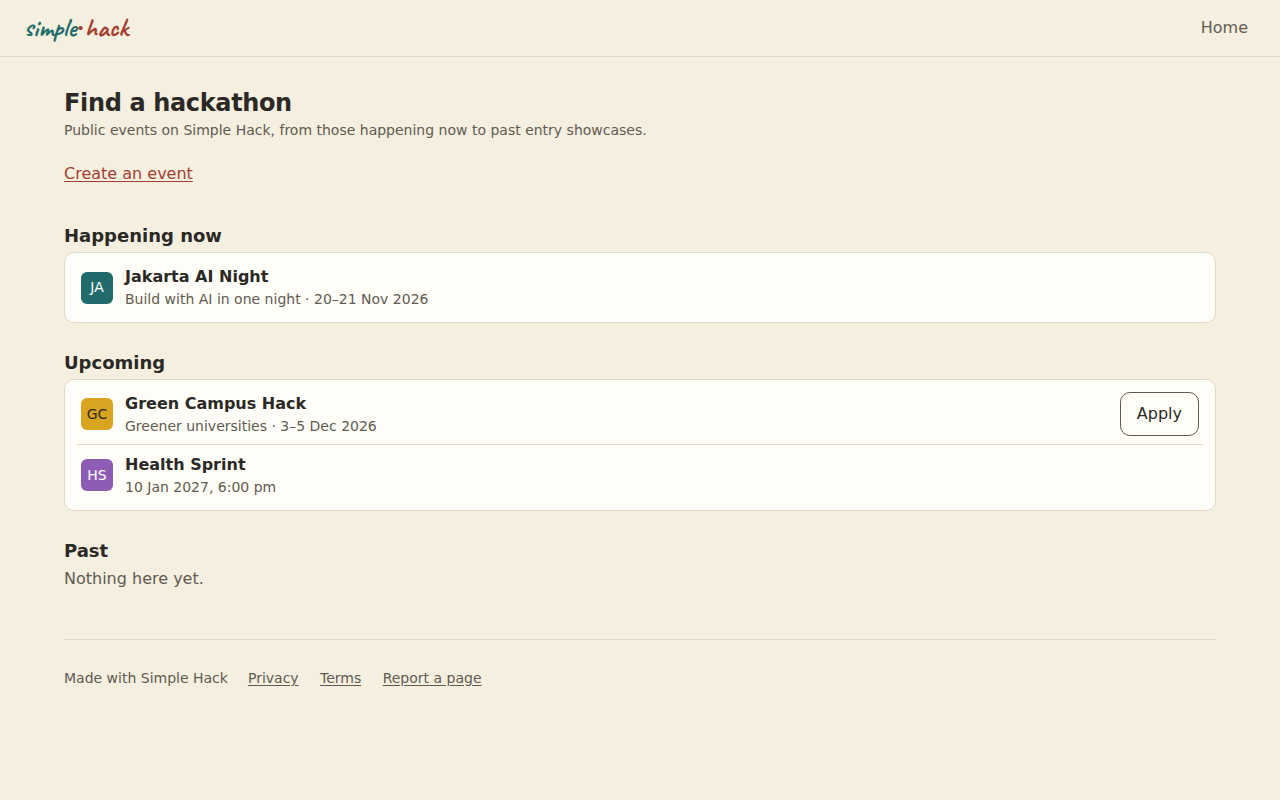 simple·hack
Home
Find a hackathon
Public events on Simple Hack, from those happening now to past entry showcases.
Create an event
Happening now
JA
Jakarta AI Night
Build with AI in one night · 20–21 Nov 2026
Upcoming
GC
Green Campus Hack
Greener universities · 3–5 Dec 2026
Apply
HS
Health Sprint
10 Jan 2027, 6:00 pm
Past
Nothing here yet.
Made with Simple Hack Privacy Terms Report a page